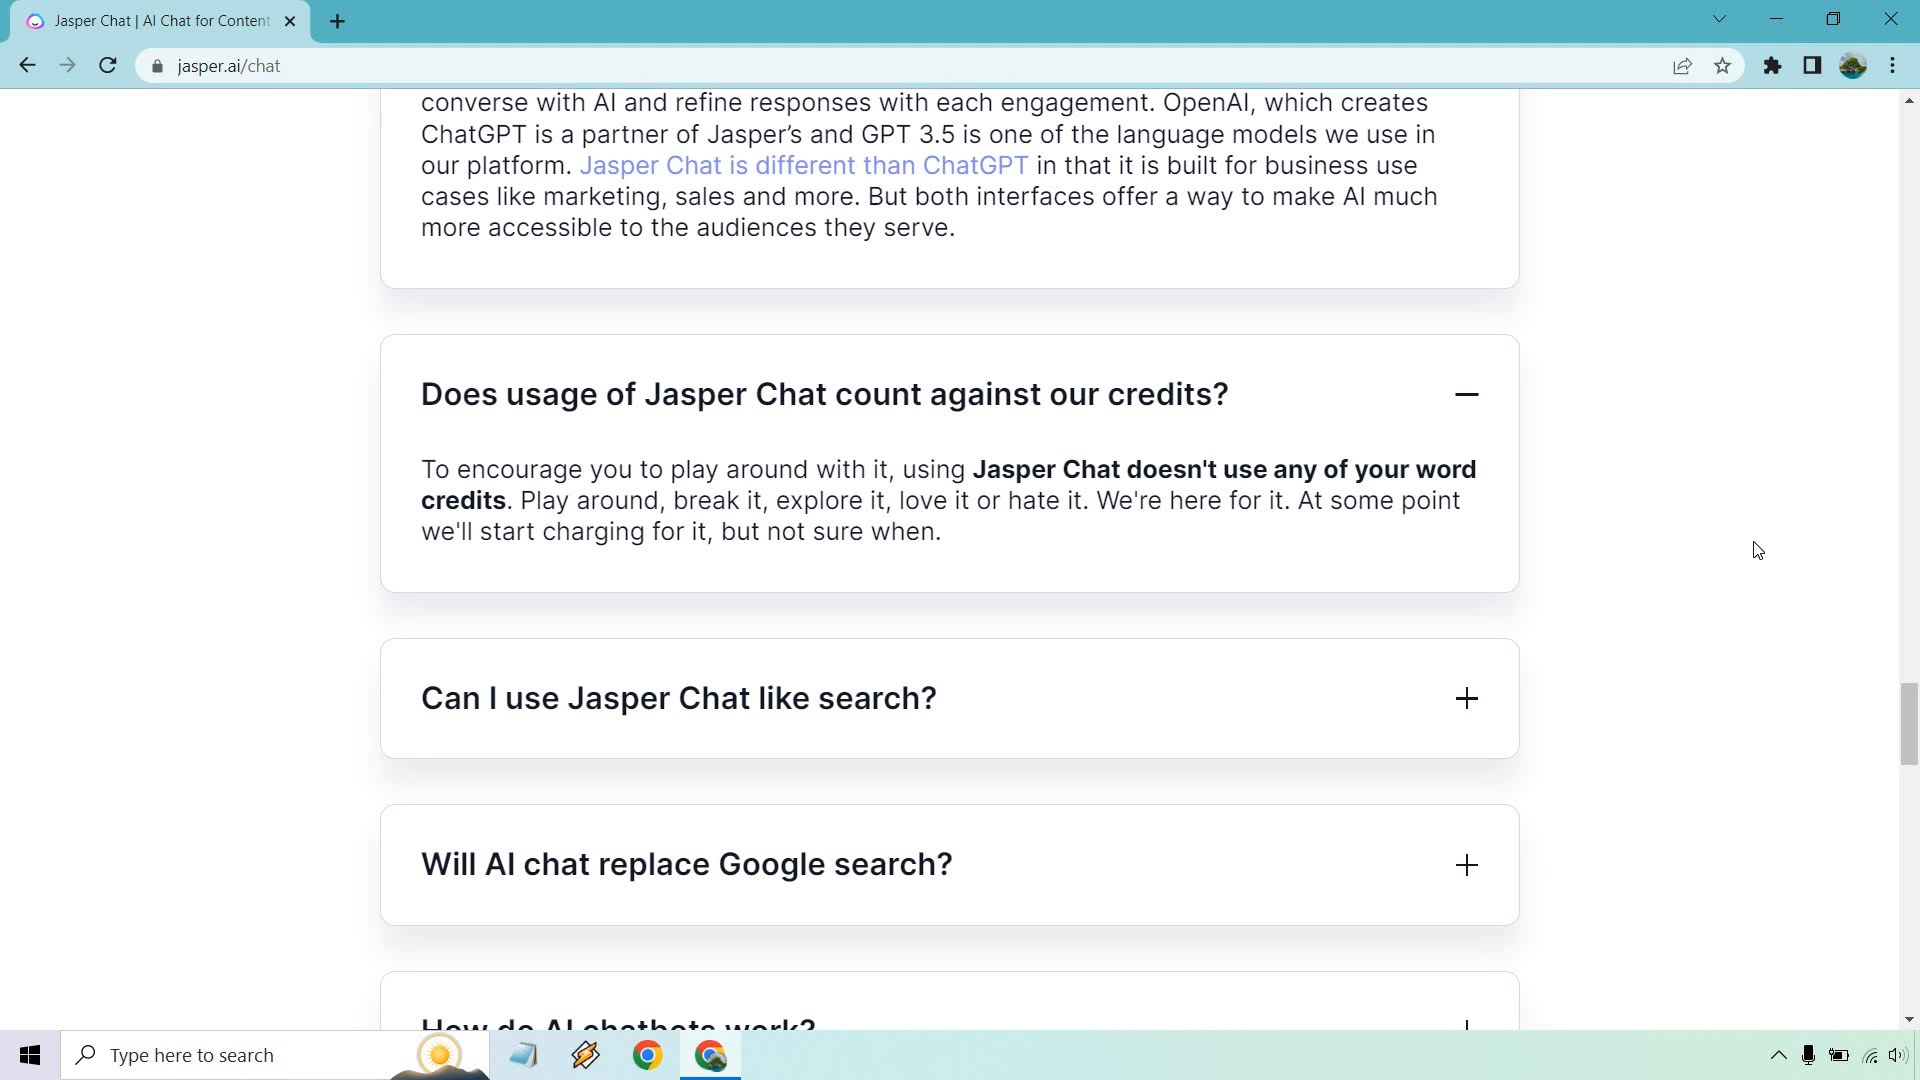 Jasper Chat | AI Chat for Content
jasper.ai/chat
converse with AI and refine responses with each engagement. OpenAI, which creates
ChatGPT is a partner of Jasper’s and GPT 3.5 is one of the language models we use in
our platform. Jasper Chat is different than ChatGPT in that it is built for business use
cases like marketing, sales and more. But both interfaces offer a way to make AI much
more accessible to the audiences they serve.
Does usage of Jasper Chat count against our credits?
To encourage you to play around with it, using Jasper Chat doesn't use any of your word
credits. Play around, break it, explore it, love it or hate it. We're here for it. At some point
we'll start charging for it, but not sure when.
Can I use Jasper Chat like search?
Will AI chat replace Google search?
How do AI chatbots work?
Type here to search